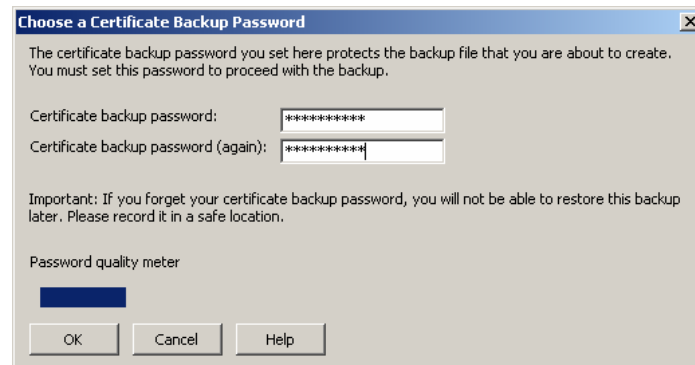 Choose a Certificate Backup Password
The certificate backup password you set here protects the backup file that you are about to create.
You must set this password to proceed with the backup.
Certificate backup password: **********
Certificate backup password (again): **********
Important: If you forget your certificate backup password, you will not be able to restore this backup
later. Please record it in a safe location.
Password quality meter
OK Cancel Help